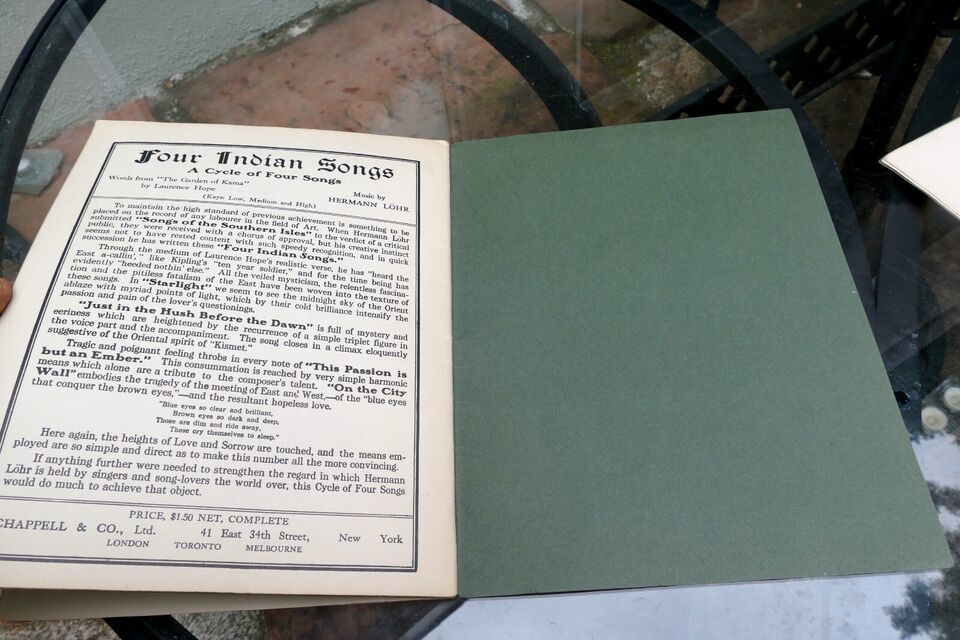 Four Indian Songs
A Cycle of Four Songs
Words from "The Garden of Kama"
by Laurence Hope
Music by
HERMANN LÖHR
(Keys: Low, Medium and High)
To maintain the high standard of previous achievement is something to be
placed on the record of any labourer in the field of Art. When Hermann Löhr
submitted "Songs of the Southern Isles" to the verdict of a critical
public, they were received with a chorus of approval, but his creative instinct
seems not to have rested content with such speedy recognition, and in quick
succession he has written these "Four Indian Songs."
Through the medium of Laurence Hope's realistic verse, he has "heard the
East a-callin'," like Kipling's "ten year soldier," and for the time being has
evidently "heeded nothin' else." All the veiled mysticism, the relentless fascina-
tion and the pitiless fatalism of the East have been woven into the texture of
these songs. In "Starlight" we seem to see the midnight sky of the Orient
ablaze with myriad points of light, which by their cold brilliance intensify the
passion and pain of the lover's questionings.
"Just in the Hush Before the Dawn" is full of mystery and
eeriness which are heightened by the recurrence of a simple triplet figure in
the voice part and the accompaniment. The song closes in a climax eloquently
suggestive of the Oriental spirit of "Kismet."
Tragic and poignant feeling throbs in every note of "This Passion is
but an Ember." This consummation is reached by very simple harmonic
means which alone are a tribute to the composer's talent. "On the City
Wall" embodies the tragedy of the meeting of East and West,—of the "blue eyes
that conquer the brown eyes,"—and the resultant hopeless love.
"Blue eyes so clear and brilliant,
Brown eyes so dark and deep,
Those are dim and ride away,
These cry themselves to sleep."
Here again, the heights of Love and Sorrow are touched, and the means em-
ployed are so simple and direct as to make this number all the more convincing.
If anything further were needed to strengthen the regard in which Hermann
Löhr is held by singers and song-lovers the world over, this Cycle of Four Songs
would do much to achieve that object.
PRICE, $1.50 NET, COMPLETE
CHAPPELL & CO., Ltd. 41 East 34th Street, New York
LONDON TORONTO MELBOURNE